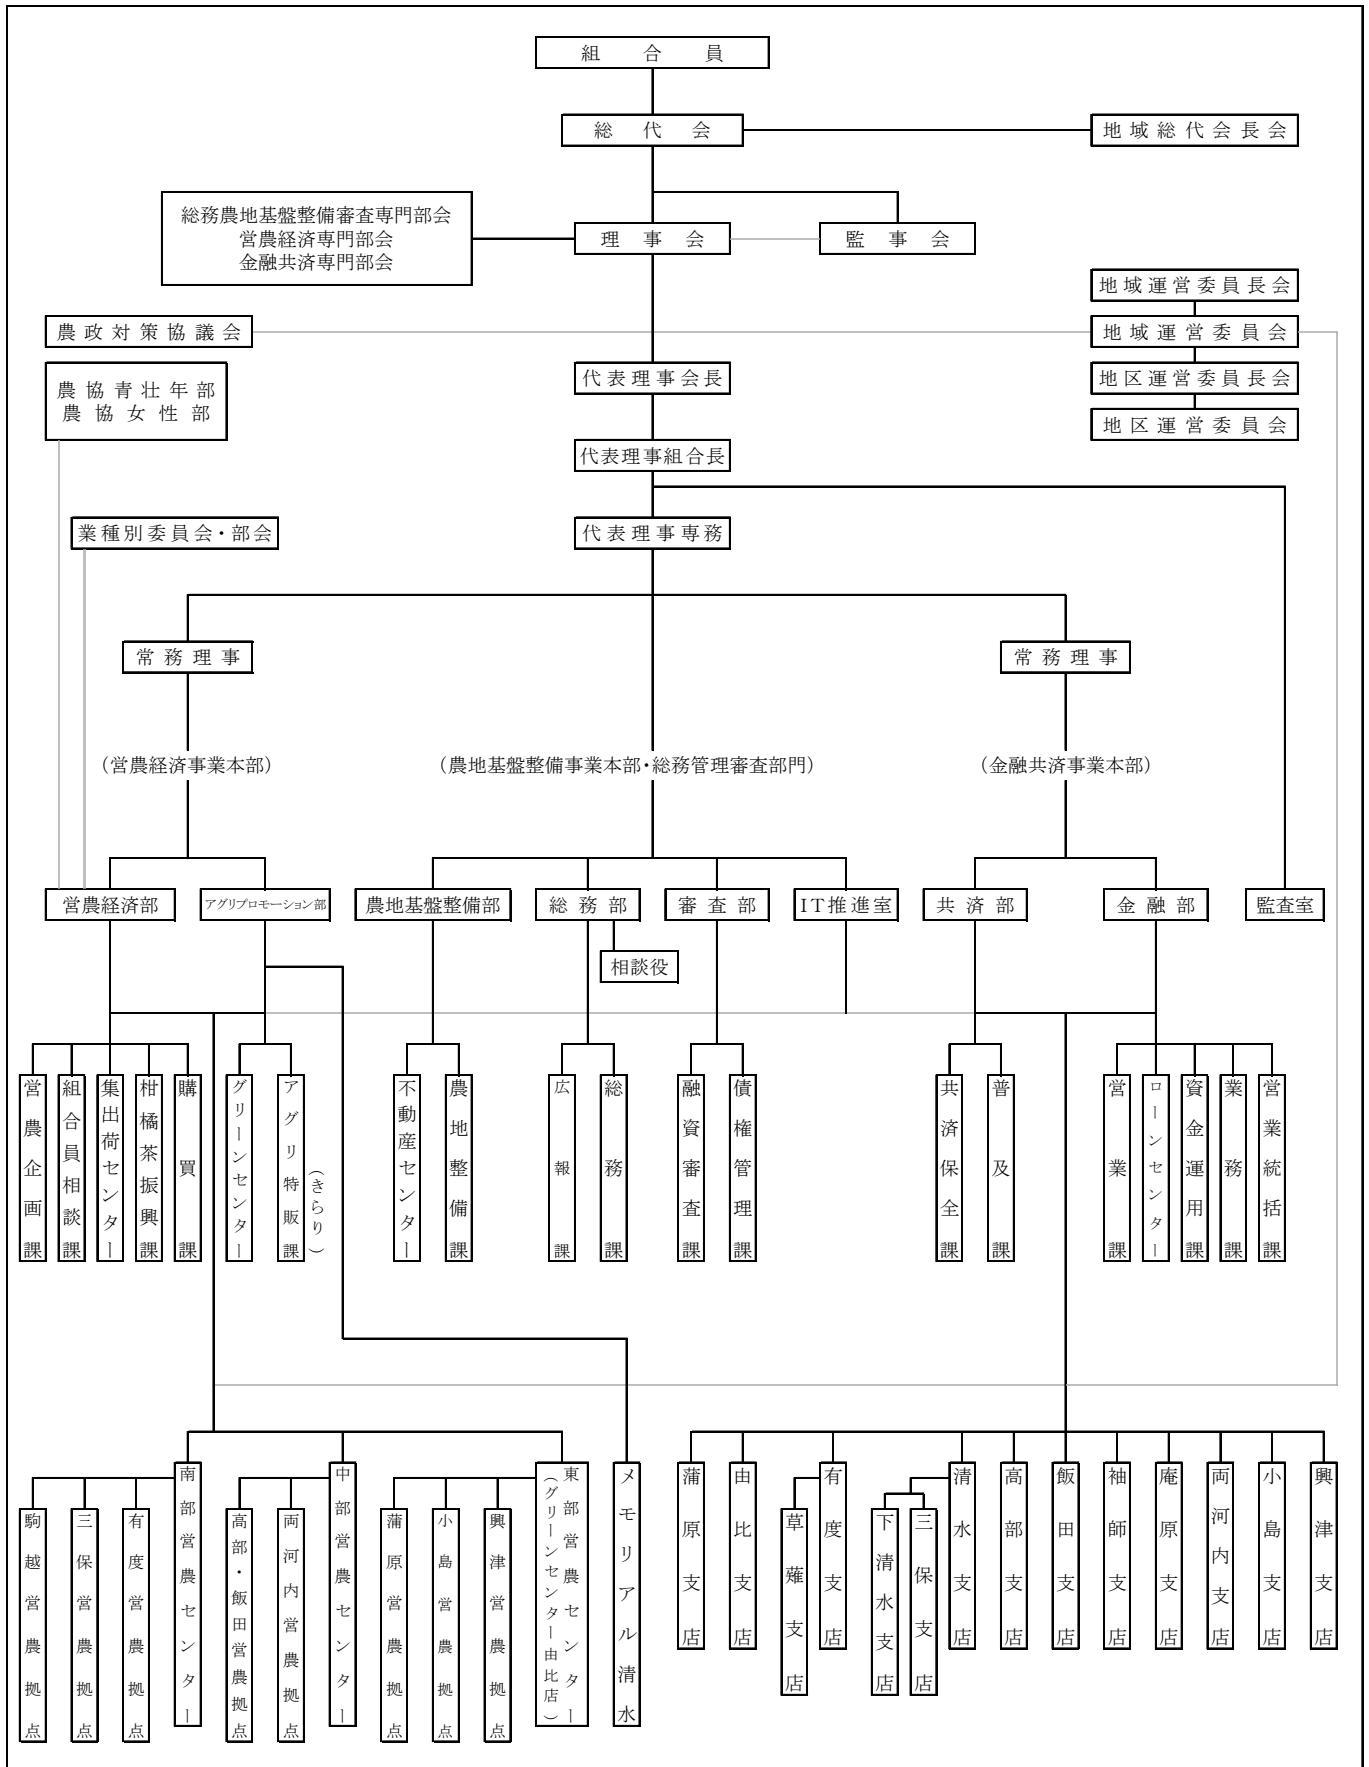 組合員
総代会
地域総代会長会
総務農地基盤整備審査専門部会
営農経済専門部会
金融共済専門部会
理事会
監事会
地域運営委員長会
農政対策協議会
地域運営委員会
農協青壮年部
農協女性部
代表理事会長
地区運営委員長会
地区運営委員会
代表理事組合長
業種別委員会・部会
代表理事専務
常務理事
常務理事
（営農経済事業本部）
（農地基盤整備事業本部・総務管理審査部門）
（金融共済事業本部）
営農経済部
アグリプロモーション部
農地基盤整備部
総務部
審査部
IT推進室
共済部
金融部
監査室
相談役
営農企画課
組合員相談課
集出荷センター
柑橘茶振興課
購買課
グリーンセンター
アグリ特販課
（きらり）
不動産センター
農地整備課
広報課
総務課
融資審査課
債権管理課
共済保全課
普及課
営業課
ローンセンター
資金運用課
業務課
営業統括課
駒越営農拠点
三保営農拠点
有度営農拠点
南部営農センター
高部・飯田営農拠点
両河内営農拠点
中部営農センター
蒲原営農拠点
小島営農拠点
興津営農拠点
東部営農センター
（グリーンセンター由比店）
メモリアル清水
蒲原支店
由比支店
草薙支店
有度支店
下清水支店
三保支店
清水支店
高部支店
飯田支店
袖師支店
庵原支店
両河内支店
小島支店
興津支店